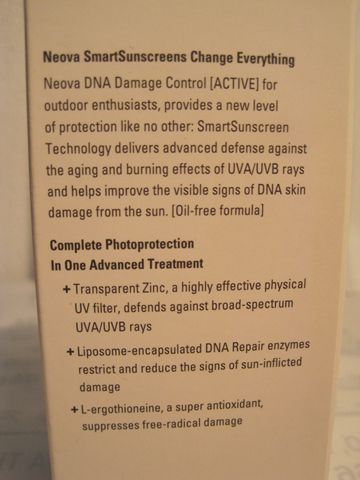 Neova SmartSunscreens Change Everything
Neova DNA Damage Control [ACTIVE] for
outdoor enthusiasts, provides a new level
of protection like no other: SmartSunscreen
Technology delivers advanced defense against
the aging and burning effects of UVA/UVB rays
and helps improve the visible signs of DNA skin
damage from the sun. [Oil-free formula]
Complete Photoprotection
In One Advanced Treatment
+ Transparent Zinc, a highly effective physical
UV filter, defends against broad-spectrum
UVA/UVB rays
+ Liposome-encapsulated DNA Repair enzymes
restrict and reduce the signs of sun-inflicted
damage
+ L-ergothioneine, a super antioxidant,
suppresses free-radical damage